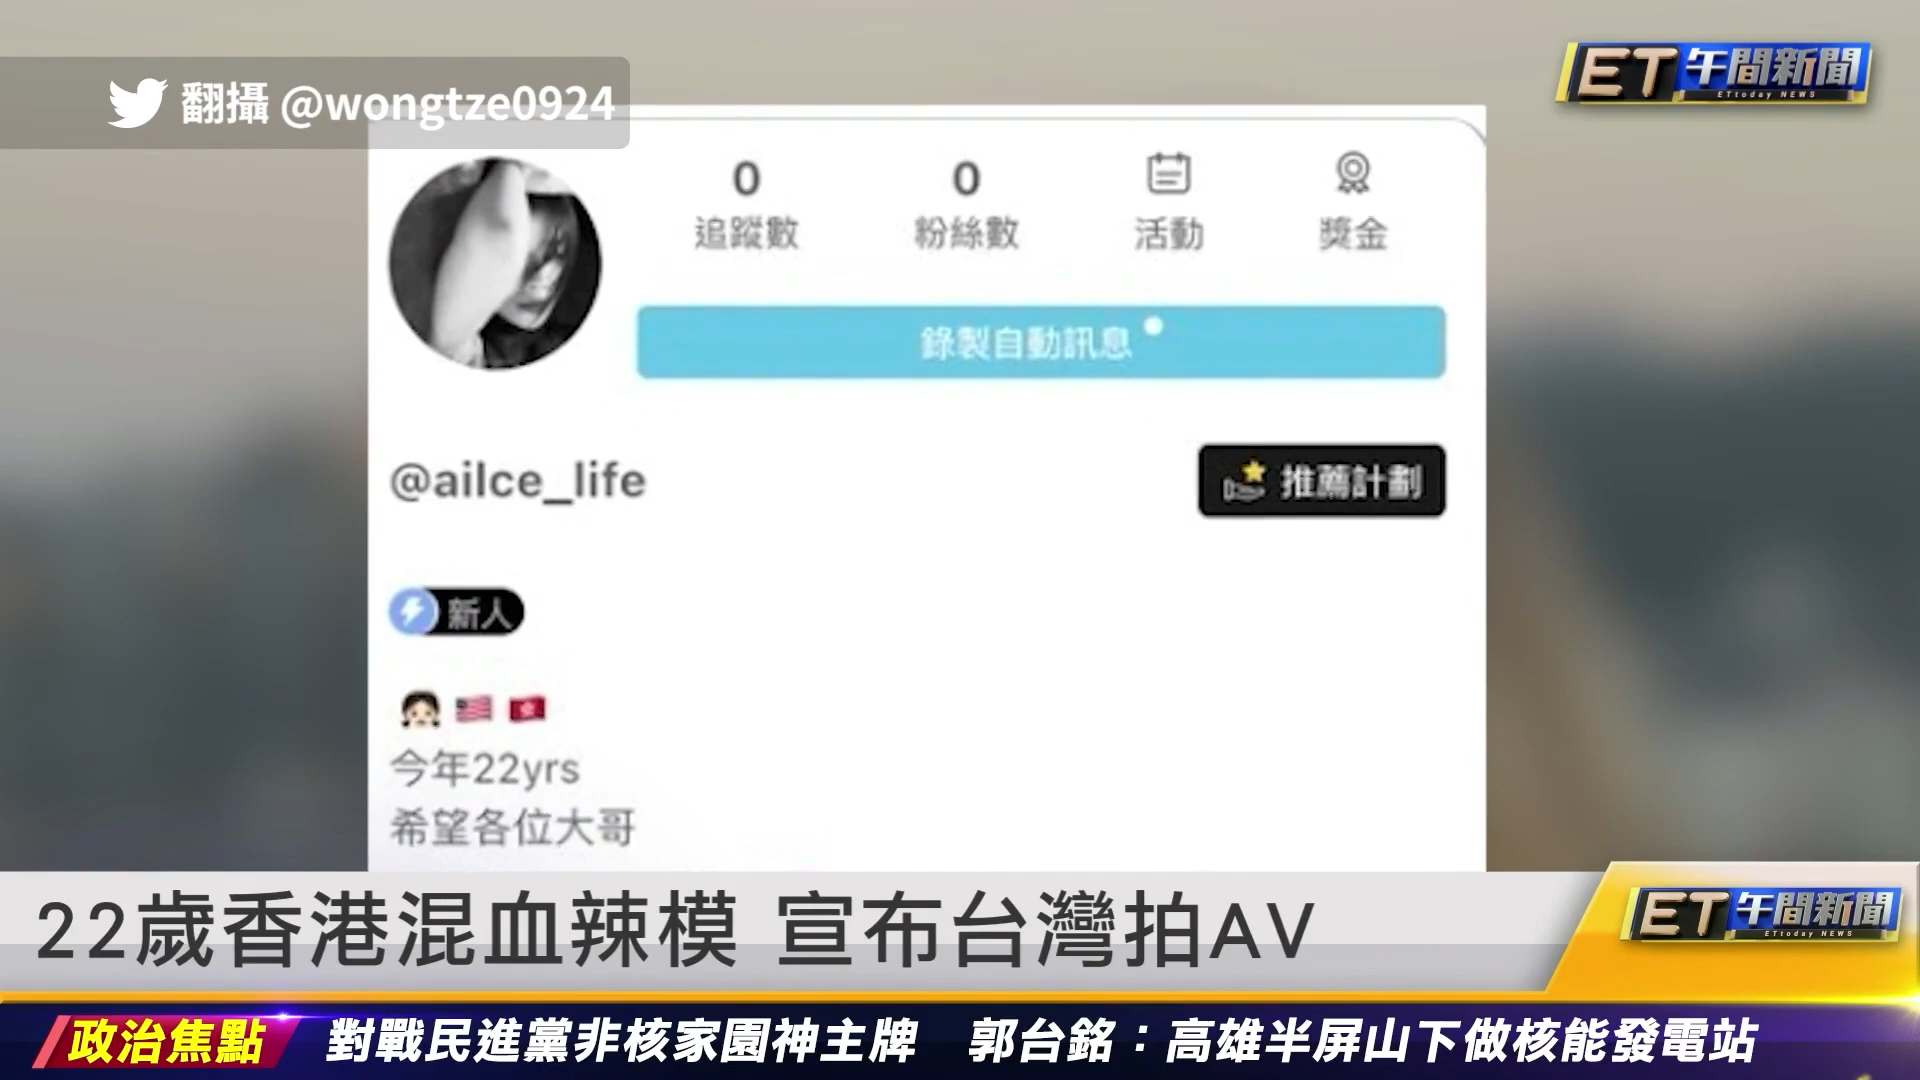 翻攝 @wongtze0924
ET午間新聞
ETtoday NEWS
0 0
追蹤數 粉絲數 活動 獎金
錄製自動訊息
@ailce_life
推薦計劃
新人
今年22yrs
希望各位大哥
22歲香港混血辣模 宣布台灣拍AV
ET午間新聞
ETtoday NEWS
政治焦點 對戰民進黨非核家園神主牌 郭台銘：高雄半屏山下做核能發電站